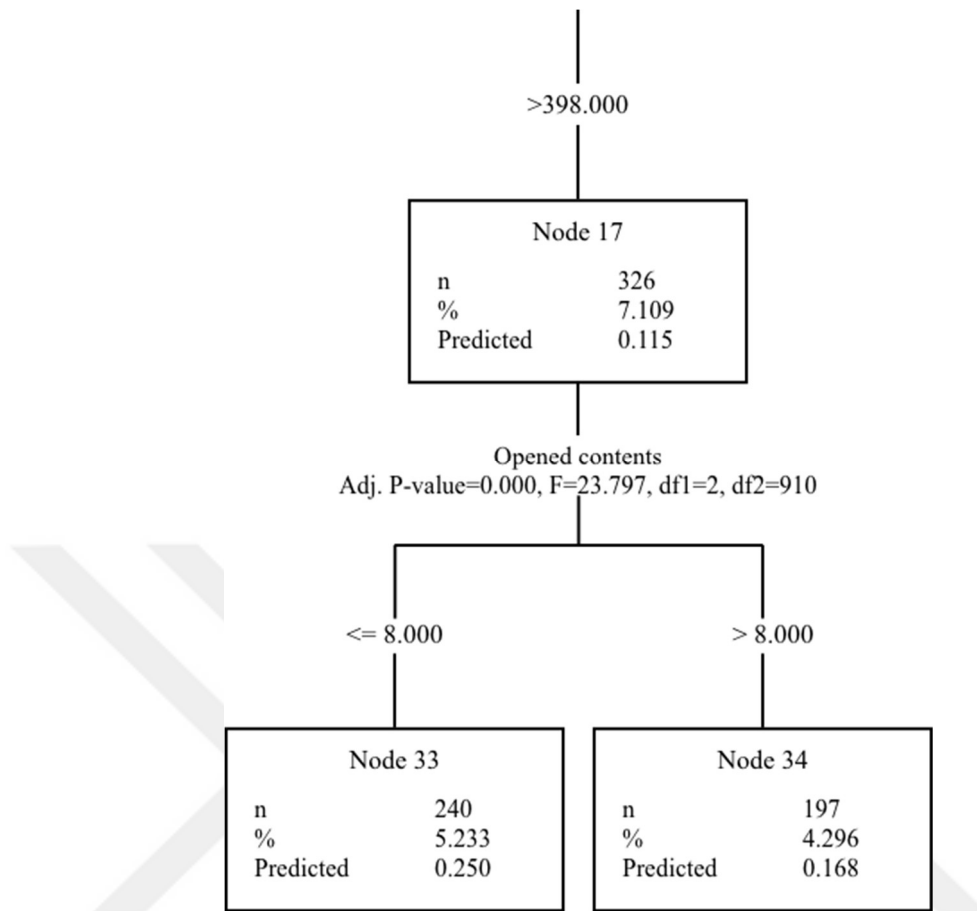 >398.000
Node 17
n 326
% 7.109
Predicted 0.115
Opened contents
Adj. P-value=0.000, F=23.797, df1=2, df2=910
<= 8.000
> 8.000
Node 33
n 240
% 5.233
Predicted 0.250
Node 34
n 197
% 4.296
Predicted 0.168